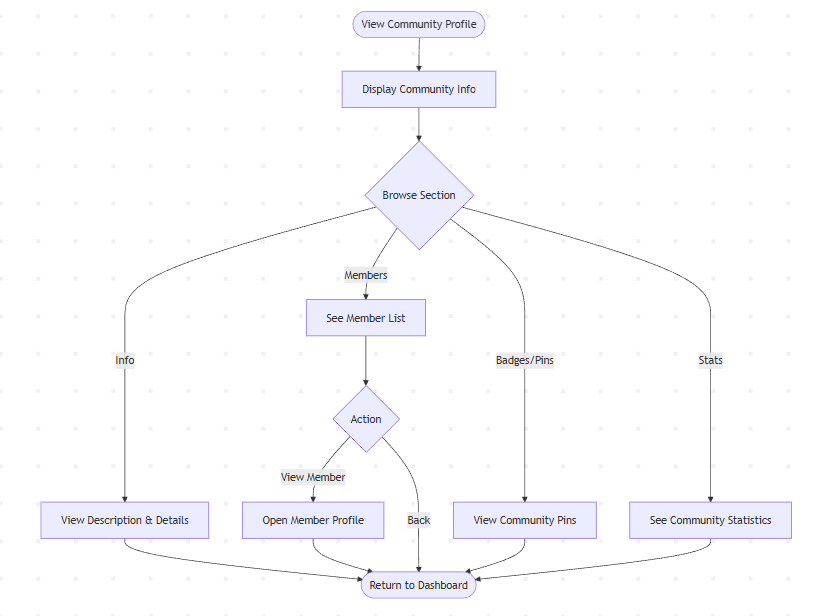 View Community Profile
Display Community Info
Browse Section
Members
See Member List
Info
Badges/Pins
Stats
Action
View Member
View Description & Details
Open Member Profile
Back
View Community Pins
See Community Statistics
Return to Dashboard